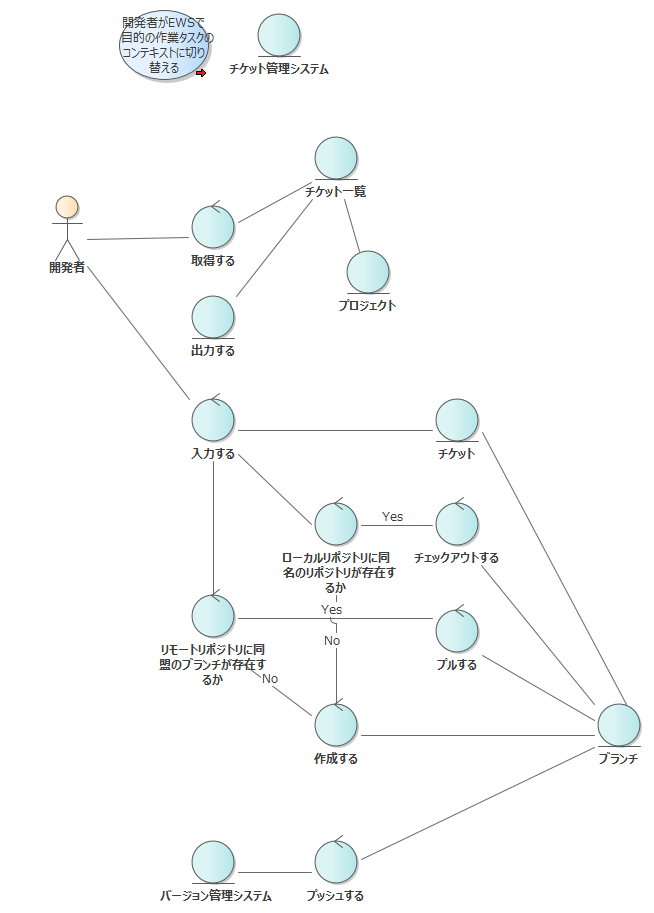 開発者がEWSで
目的の作業タスクの
コンテキストに切り
替える
チケット管理システム
チケット一覧
開発者
取得する
プロジェクト
出力する
入力する
チケット
Yes
ローカルリポジトリに同
名のリポジトリが存在す
るか
チェックアウトする
Yes
No
リモートリポジトリに同
盟のブランチが存在す
るか
No
プルする
作成する
ブランチ
バージョン管理システム
プッシュする